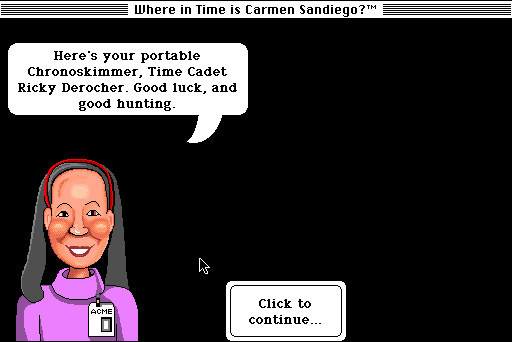 Where in Time is Carmen Sandiego?™
Here's your portable
Chronoskimmer, Time Cadet
Ricky Derocher. Good luck, and
good hunting.
ACME
Click to
continue...